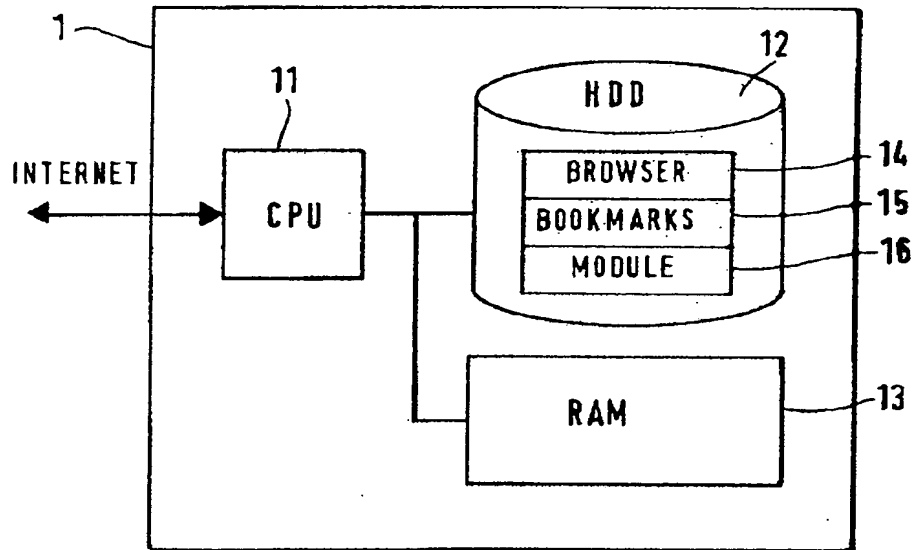 1
11
12
HDD
INTERNET
CPU
BROWSER
14
BOOKMARKS
15
MODULE
16
RAM
13